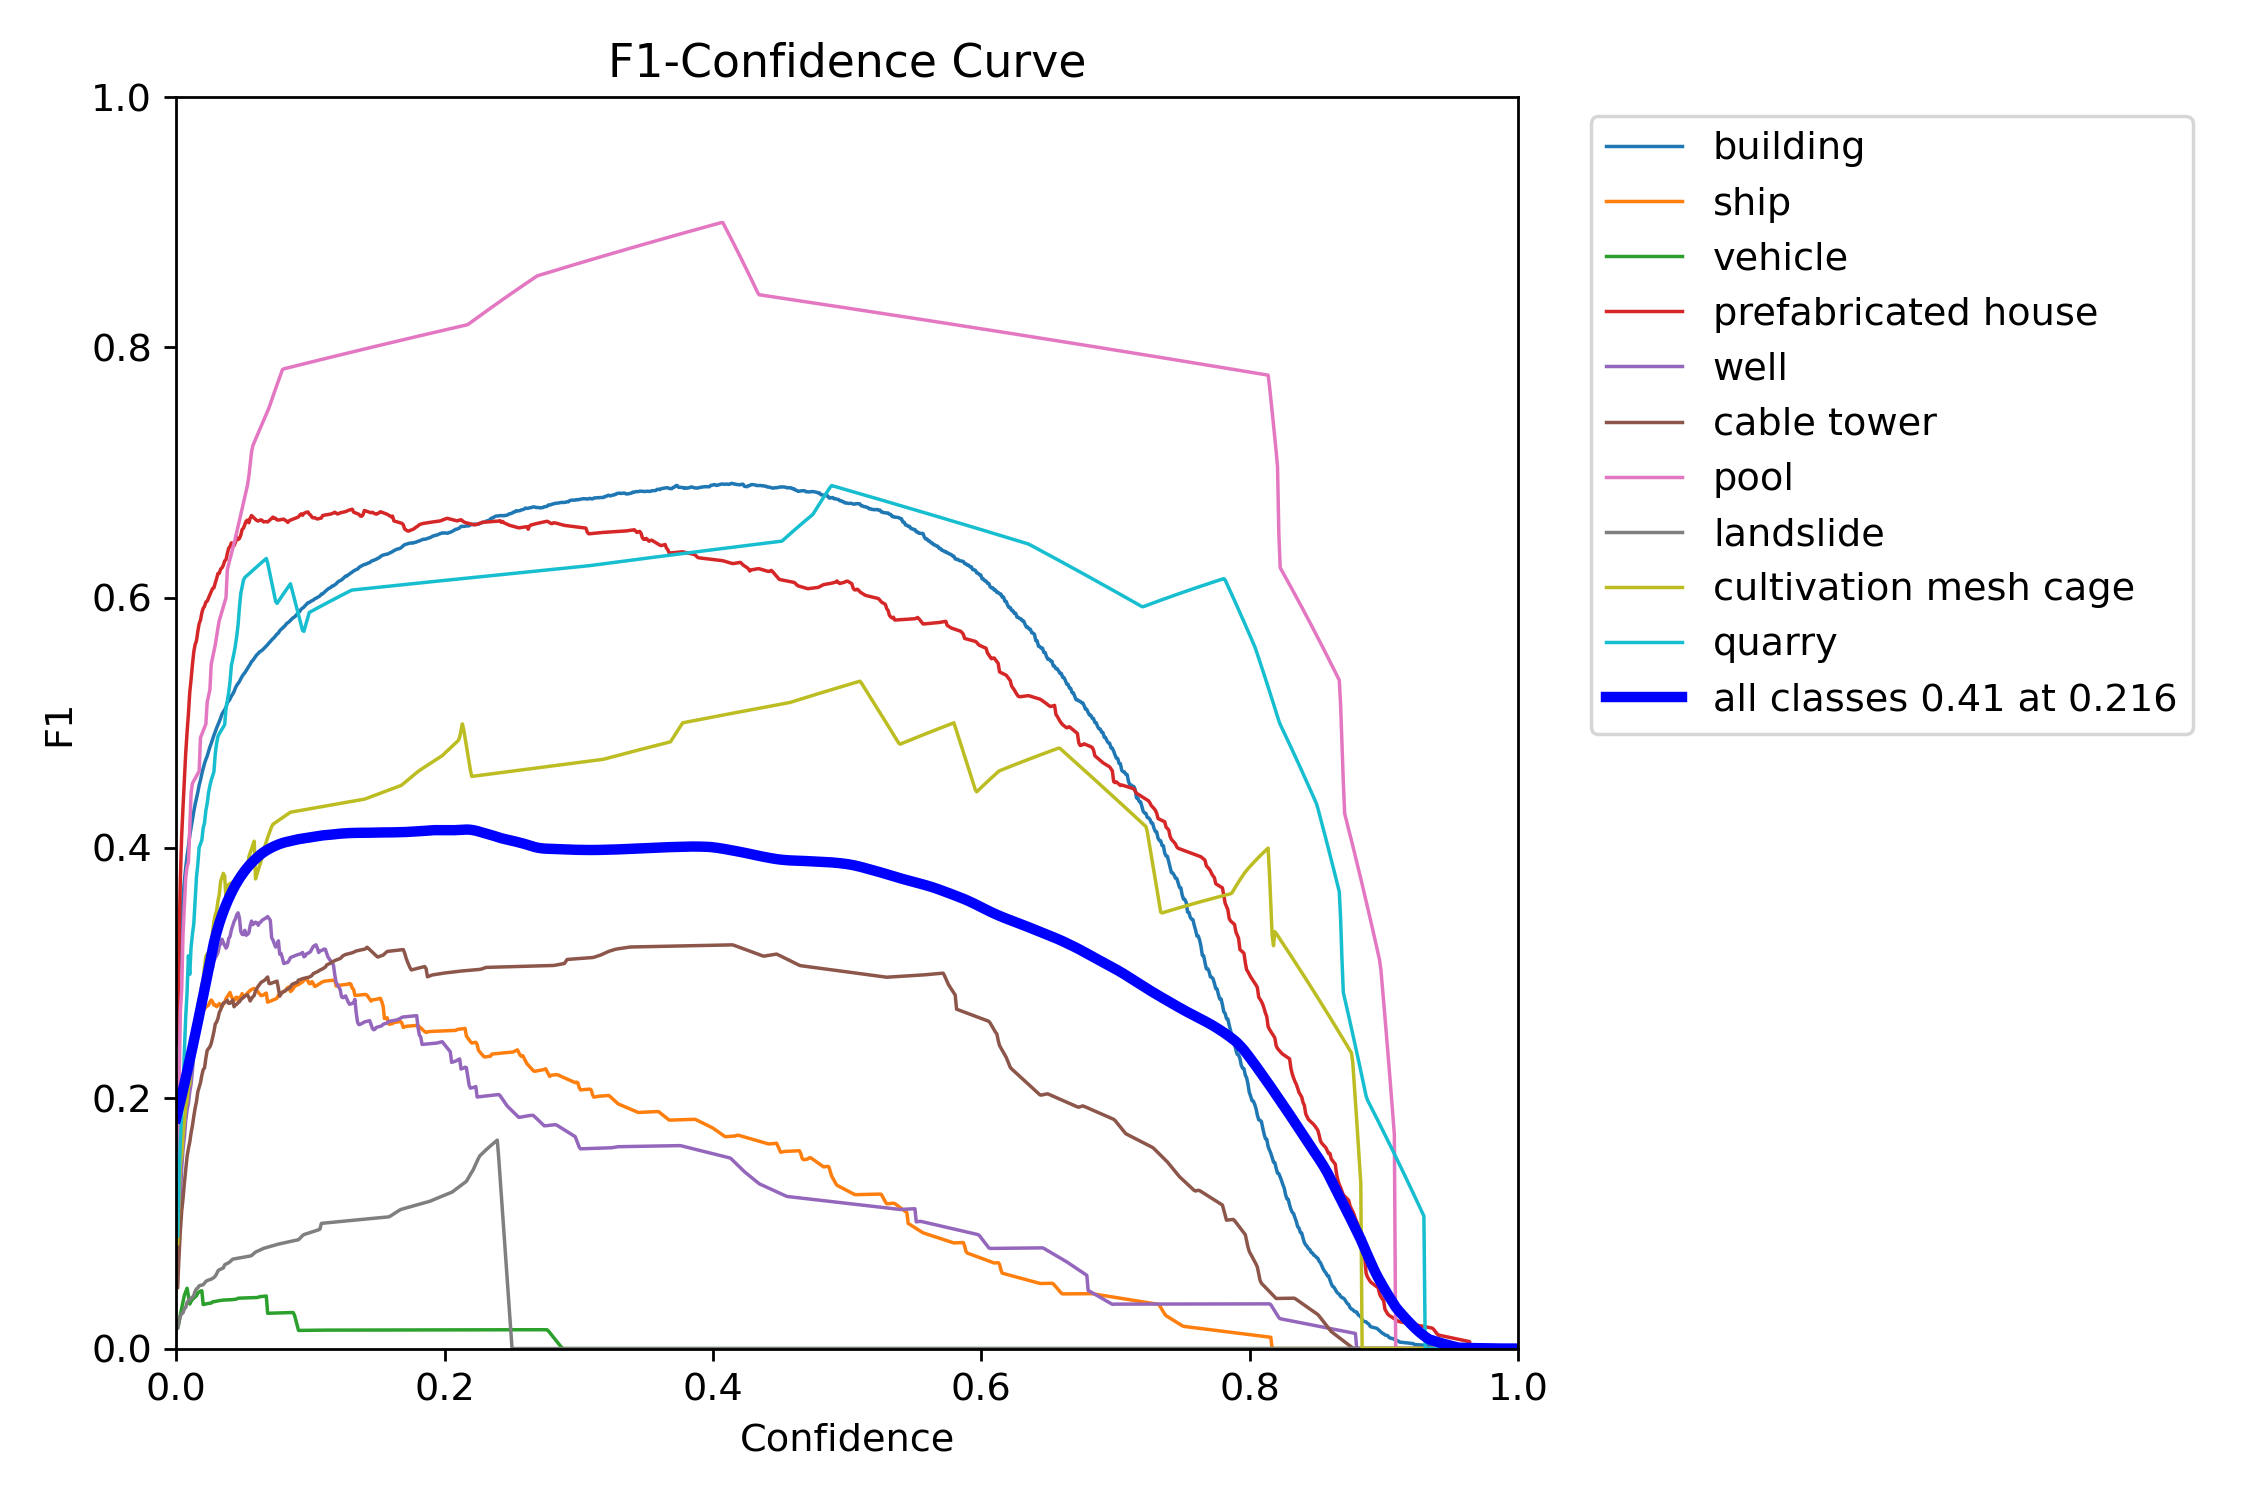 F1-Confidence Curve
1.0
0.8
0.6
0.4
0.2
0.0
F1
0.0 0.2 0.4 0.6 0.8 1.0
Confidence
building
ship
vehicle
prefabricated house
well
cable tower
pool
landslide
cultivation mesh cage
quarry
all classes 0.41 at 0.216